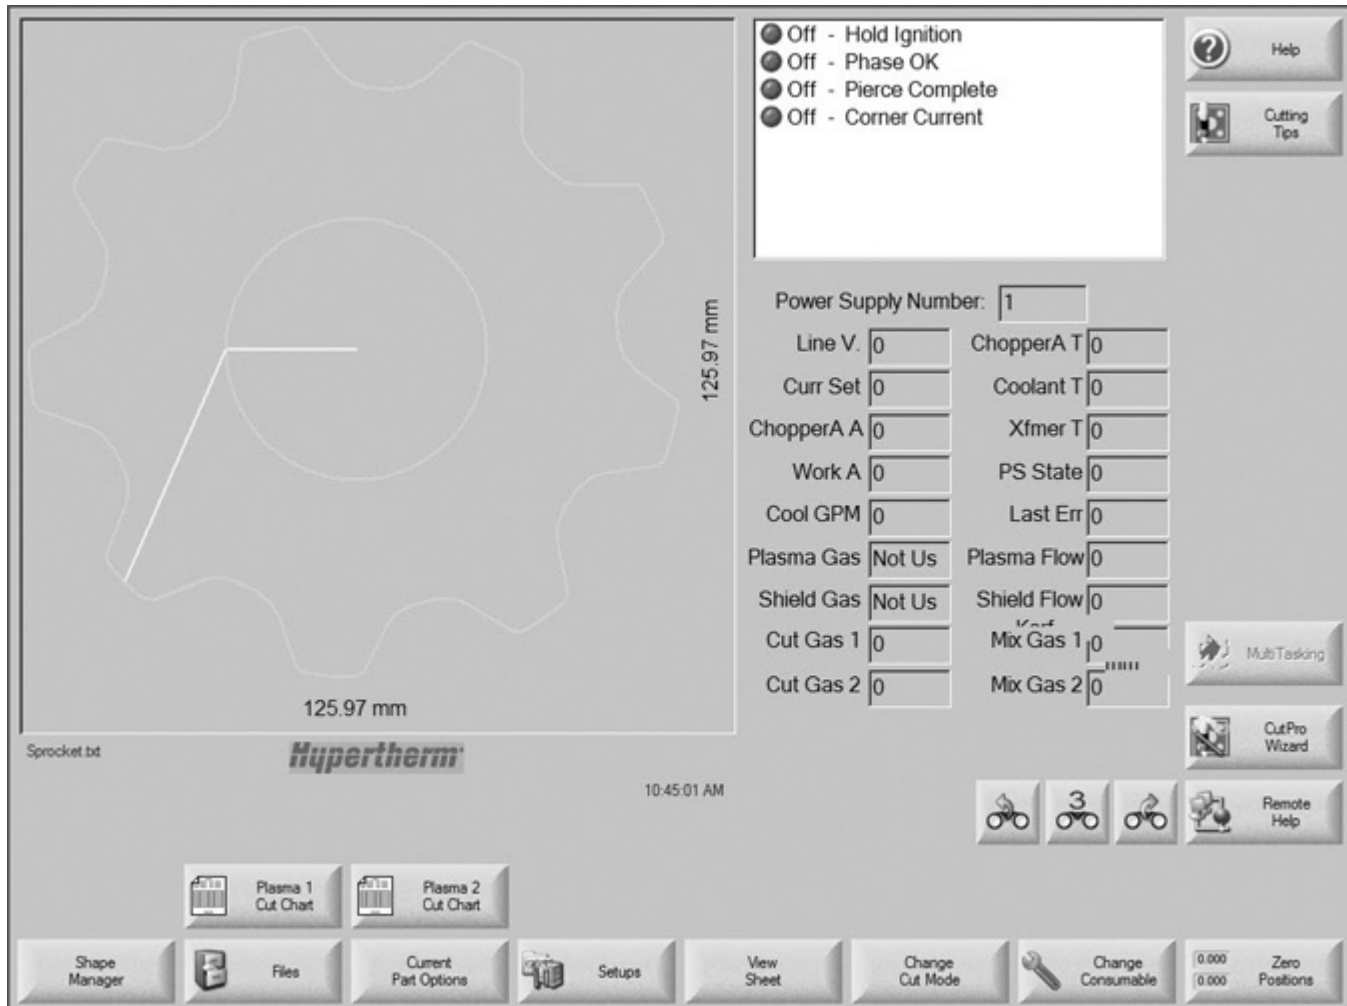 Off - Hold Ignition
Off - Phase OK
Off - Pierce Complete
Off - Corner Current
Help
Cutting
Tips
Power Supply Number: 1
Line V. 0
ChopperA T 0
Curr Set 0
Coolant T 0
ChopperA A 0
Xfmer T 0
Work A 0
PS State 0
Cool GPM 0
Last Err 0
Plasma Gas Not Us
Plasma Flow 0
Shield Gas Not Us
Shield Flow 0
Cut Gas 1 0
Mix Gas 1 0
Cut Gas 2 0
Mix Gas 2 0
125.97 mm
125.97 mm
Sprocket.txt
Hypertherm
10:45:01 AM
MultiTasking
CutPro
Wizard
3
Remote
Help
Plasma 1
Cut Chart
Plasma 2
Cut Chart
Shape
Manager
Files
Current
Part Options
Setups
View
Sheet
Change
Cut Mode
Change
Consumable
0.000
0.000
Zero
Positions